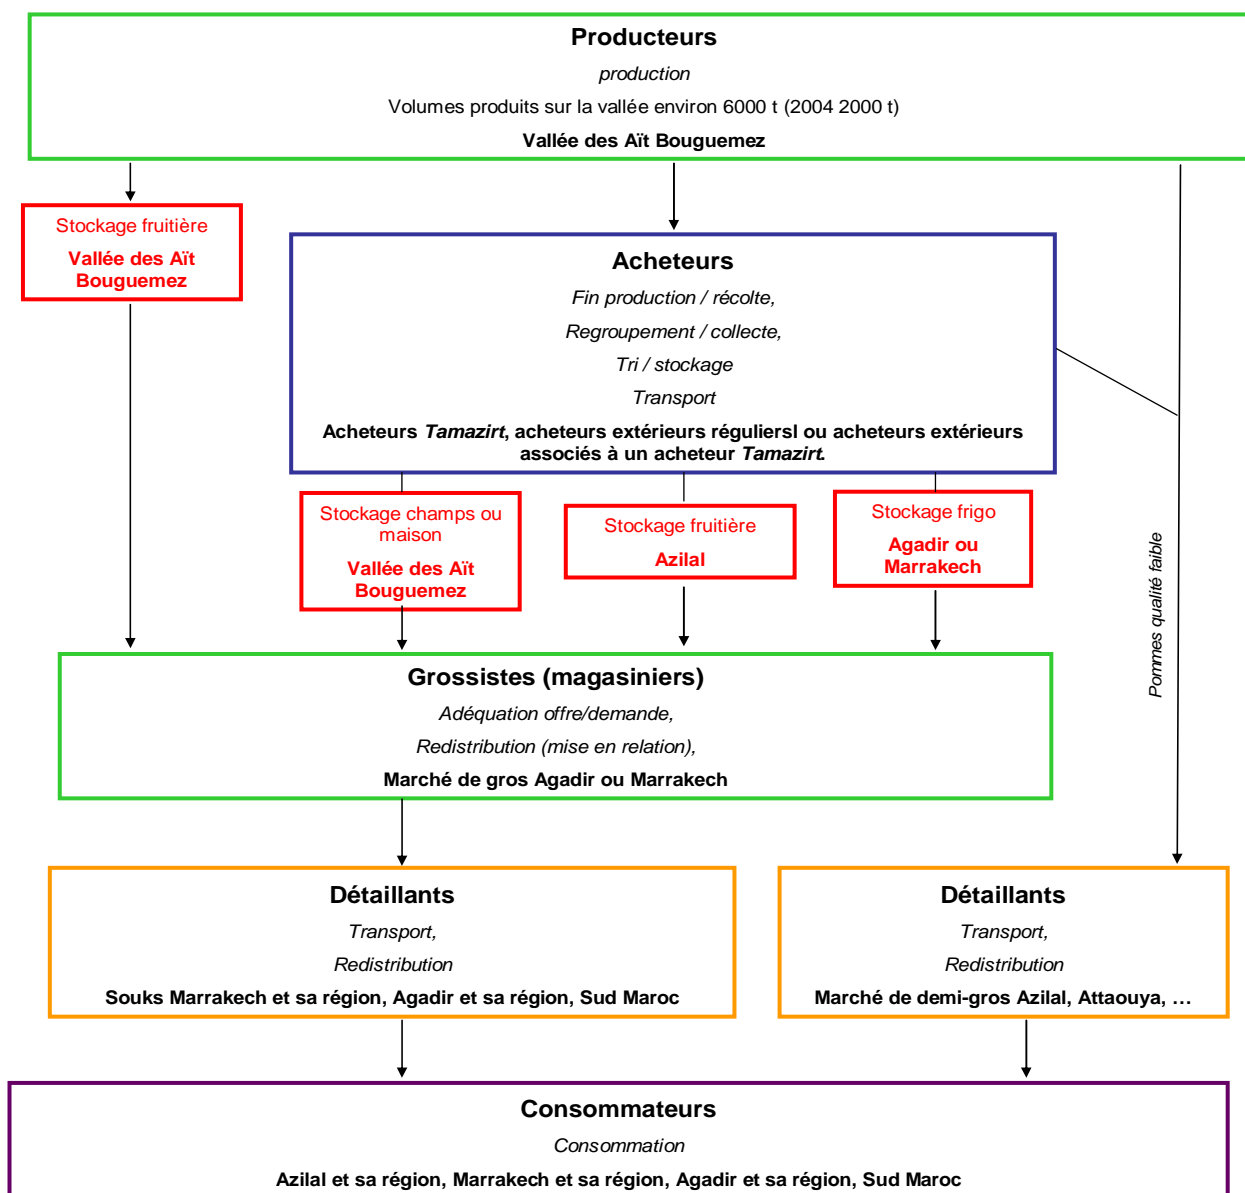 Producteurs
production
Volumes produits sur la vallée environ 6000 t (2004 2000 t)
Vallée des Aït Bouguemez
Stockage fruitière
Vallée des Aït
Bouguemez
Acheteurs
Fin production / récolte,
Regroupement / collecte,
Tri / stockage
Transport
Acheteurs Tamazirt, acheteurs extérieurs réguliersl ou acheteurs extérieurs
associés à un acheteur Tamazirt.
Stockage champs ou
maison
Vallée des Aït
Bouguemez
Stockage fruitière
Azilal
Stockage frigo
Agadir ou
Marrakech
Pommes qualité faible
Grossistes (magasiniers)
Adéquation offre/demande,
Redistribution (mise en relation),
Marché de gros Agadir ou Marrakech
Détaillants
Transport,
Redistribution
Souks Marrakech et sa région, Agadir et sa région, Sud Maroc
Détaillants
Transport,
Redistribution
Marché de demi-gros Azilal, Attaouya, …
Consommateurs
Consommation
Azilal et sa région, Marrakech et sa région, Agadir et sa région, Sud Maroc